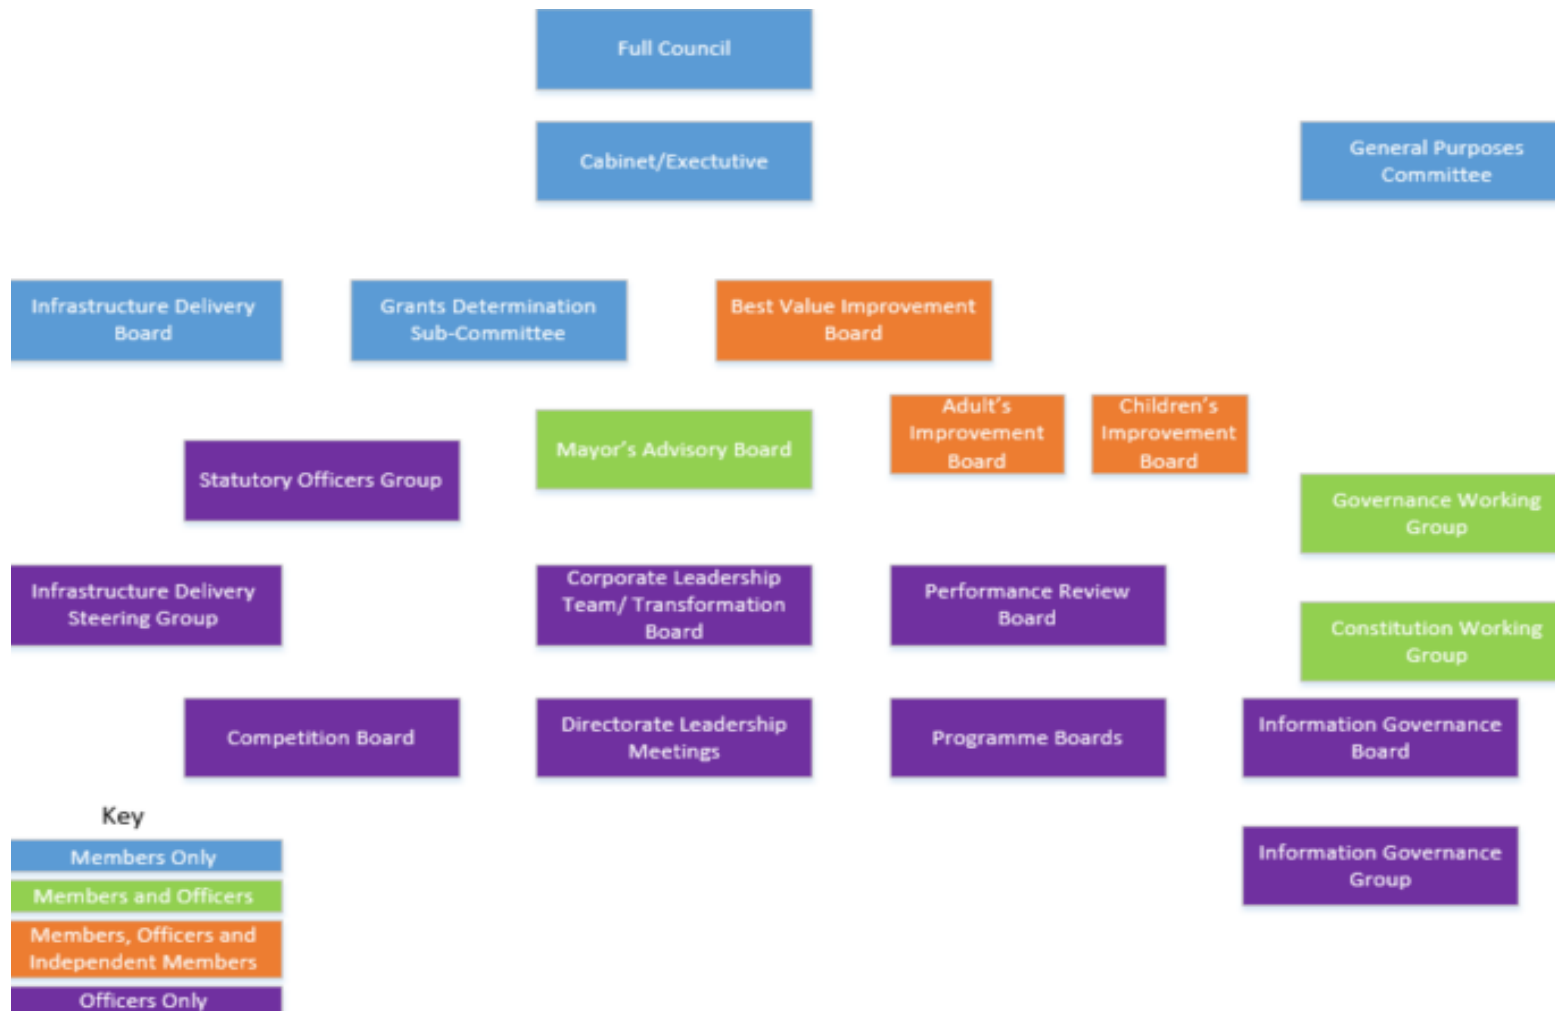 Full Council
Cabinet/Exectutive
General Purposes
Committee
Infrastructure Delivery
Board
Grants Determination
Sub-Committee
Best Value Improvement
Board
Mayor's Advisory Board
Adult's
Improvement
Board
Children's
Improvement
Board
Statutory Officers Group
Governance Working
Group
Infrastructure Delivery
Steering Group
Corporate Leadership
Team/ Transformation
Board
Performance Review
Board
Constitution Working
Group
Competition Board
Directorate Leadership
Meetings
Programme Boards
Information Governance
Board
Information Governance
Group
Key
Members Only
Members and Officers
Members, Officers and
Independent Members
Officers Only